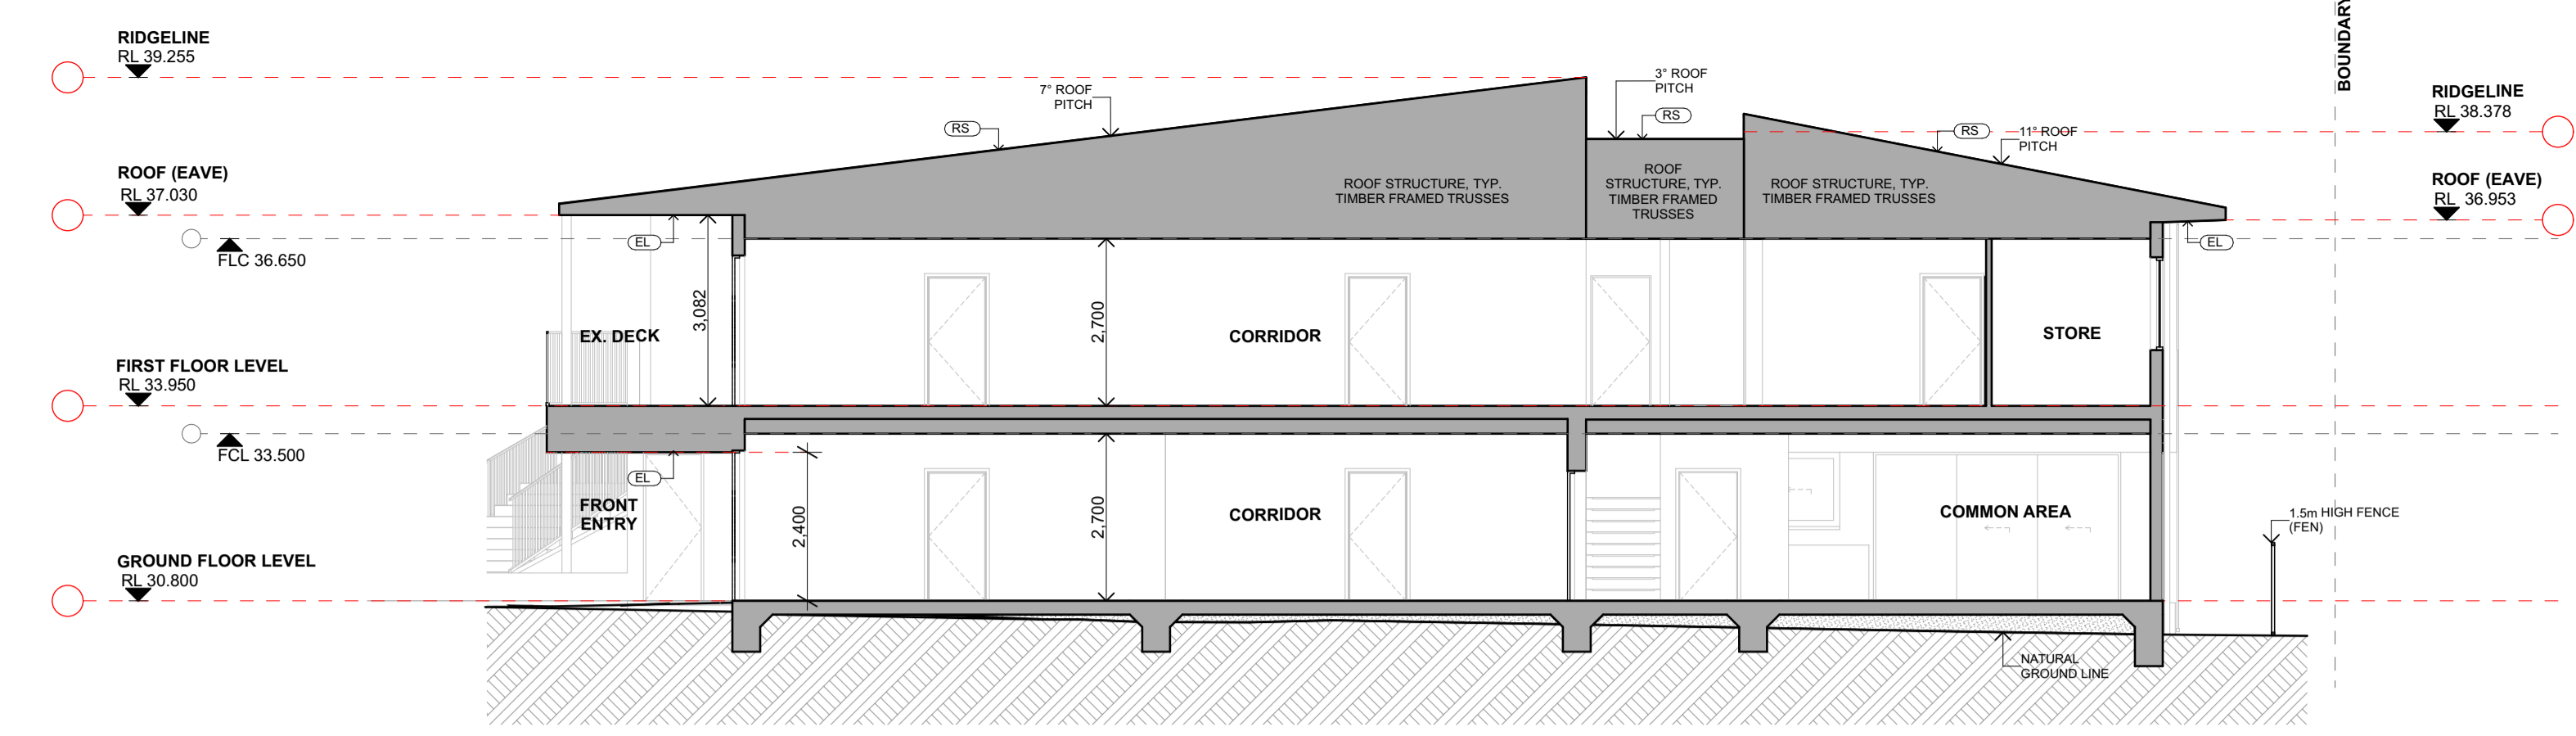 BOUNDARY
RIDGELINE
RL 39.255
7° ROOF
PITCH
3° ROOF
PITCH
RS
RS
RS
11° ROOF
PITCH
RIDGELINE
RL 38.378
ROOF (EAVE)
RL 37.030
ROOF STRUCTURE, TYP.
TIMBER FRAMED TRUSSES
ROOF
STRUCTURE, TYP.
TIMBER FRAMED
TRUSSES
ROOF STRUCTURE, TYP.
TIMBER FRAMED TRUSSES
ROOF (EAVE)
RL 36.953
EL
EL
FLC 36.650
3,082
2,700
EX. DECK
CORRIDOR
STORE
FIRST FLOOR LEVEL
RL 33.950
FCL 33.500
EL
FRONT
ENTRY
2,400
2,700
CORRIDOR
COMMON AREA
1.5m HIGH FENCE
(FEN)
GROUND FLOOR LEVEL
RL 30.800
NATURAL
GROUND LINE